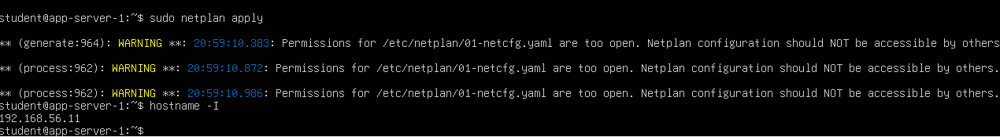 student@app-server-1:~$ sudo netplan apply
** (generate:964): WARNING **: 20:59:10.383: Permissions for /etc/netplan/01-netcfg.yaml are too open. Netplan configuration should NOT be accessible by others
** (process:962): WARNING **: 20:59:10.872: Permissions for /etc/netplan/01-netcfg.yaml are too open. Netplan configuration should NOT be accessible by others.
** (process:962): WARNING **: 20:59:10.986: Permissions for /etc/netplan/01-netcfg.yaml are too open. Netplan configuration should NOT be accessible by others.
student@app-server-1:~$ hostname -I
192.168.56.11
student@app-server-1:~$